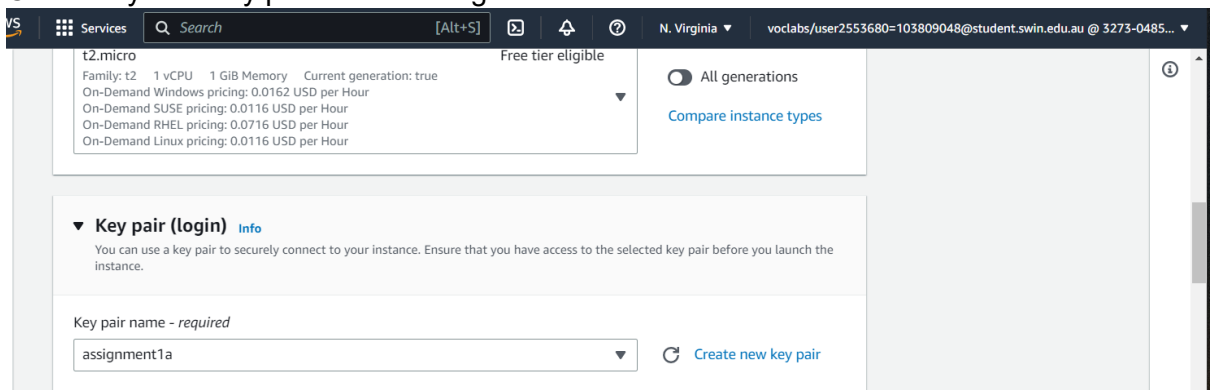 Services Search [Alt+S] N. Virginia ▼ voclabs/user2553680=103809048@student.swin.edu.au @ 3273-0485... ▼
t2.micro Free tier eligible
Family: t2 1 vCPU 1 GiB Memory Current generation: true
On-Demand Windows pricing: 0.0162 USD per Hour
On-Demand SUSE pricing: 0.0116 USD per Hour
On-Demand RHEL pricing: 0.0716 USD per Hour
On-Demand Linux pricing: 0.0116 USD per Hour
All generations
Compare instance types
▼ Key pair (login) Info
You can use a key pair to securely connect to your instance. Ensure that you have access to the selected key pair before you launch the
instance.
Key pair name - required
assignment1a
Create new key pair